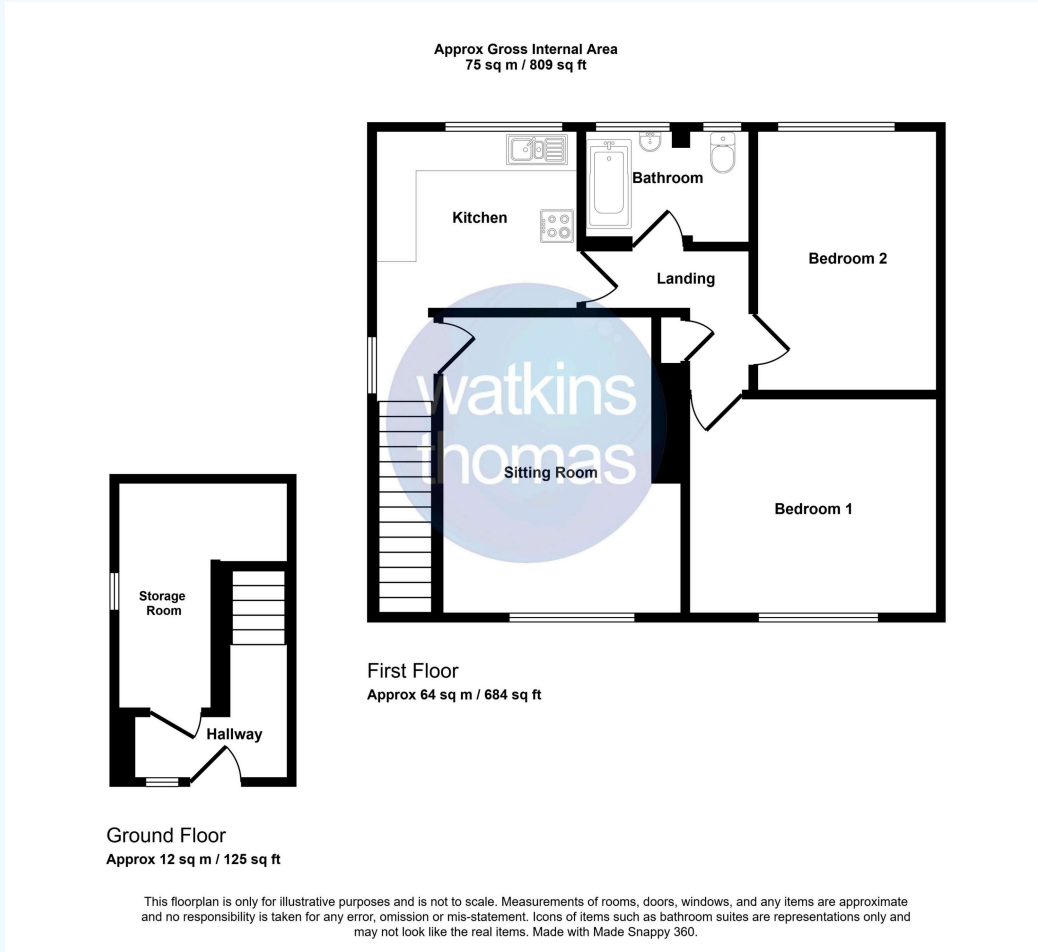 Approx Gross Internal Area
75 sq m / 809 sq ft
Bathroom
Kitchen
Bedroom 2
Landing
watkins
thomas
Sitting Room
Bedroom 1
Storage
Room
Hallway
First Floor
Approx 64 sq m / 684 sq ft
Ground Floor
Approx 12 sq m / 125 sq ft
This floorplan is only for illustrative purposes and is not to scale. Measurements of rooms, doors, windows, and any items are approximate
and no responsibility is taken for any error, omission or mis-statement. Icons of items such as bathroom suites are representations only and
may not look like the real items. Made with Made Snappy 360.